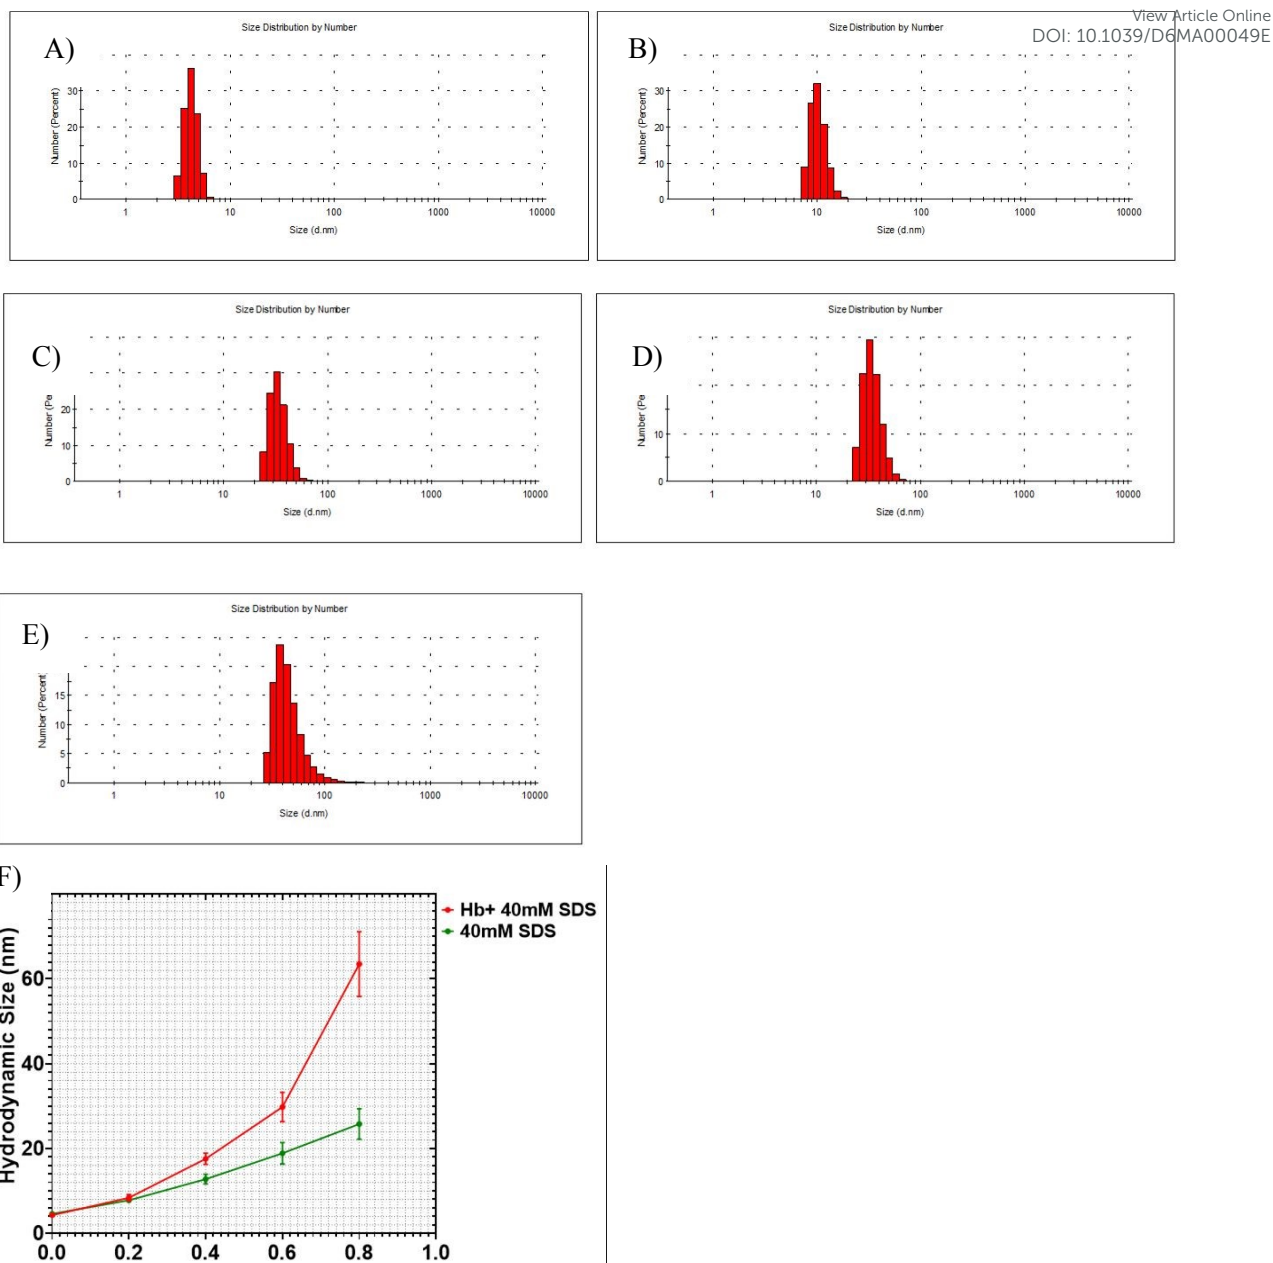 View Article Online
DOI: 10.1039/D6MA00049E
A)
Size Distribution by Number
Number (Percent)
30
20
10
0
1 10 100 1000 10000
Size (d.nm)
B)
Size Distribution by Number
Number (Percent)
30
20
10
0
1 10 100 1000 10000
Size (d.nm)
C)
Size Distribution by Number
Number (Pe
20
10
0
1 10 100 1000 10000
Size (d.nm)
D)
Size Distribution by Number
Number (Pe
10
0
1 10 100 1000 10000
Size (d.nm)
E)
Size Distribution by Number
Number (Percent
15
10
5
0
1 10 100 1000 10000
Size (d.nm)
F)
Hydrodynamic Size (nm)
60
40
20
0
0.0 0.2 0.4 0.6 0.8 1.0
Hb+ 40mM SDS
40mM SDS